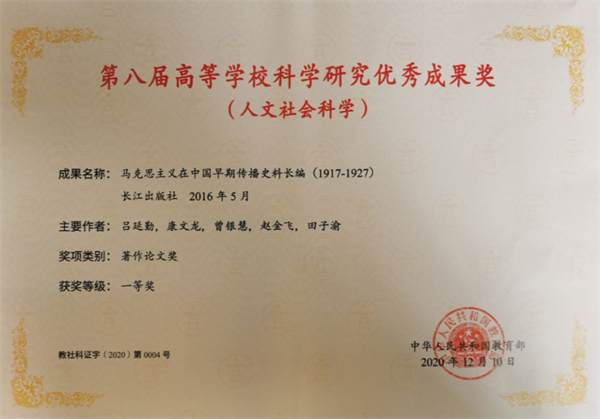 第八届高等学校科学研究优秀成果奖
（人文社会科学）
成果名称：马克思主义在中国早期传播史料长编（1917-1927）
长江出版社 2016年5月
主要作者：吕延勤，康文龙，曾银慧，赵金飞，田子渝
奖项类别：著作论文奖
获奖等级：一等奖
中华人民共和国教育部
教社科证字（2020）第0004号
2020年12月10日